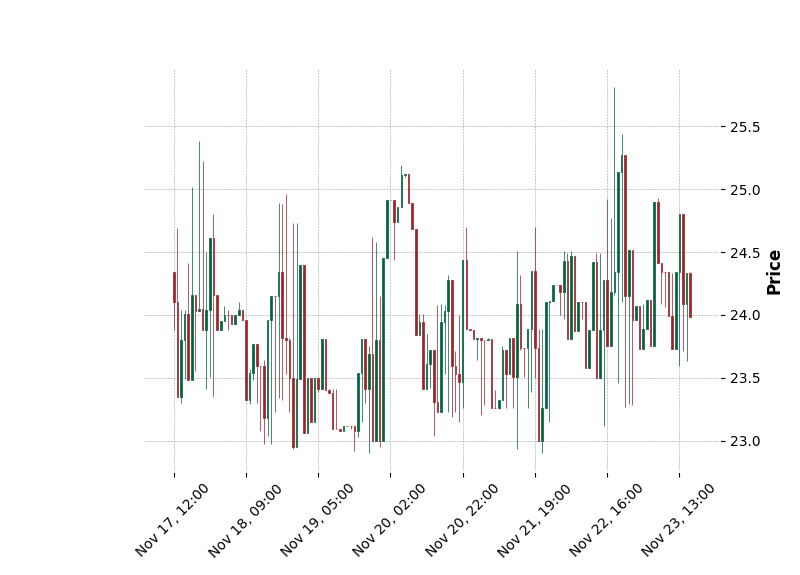 25.5
25.0
24.5
24.0
23.5
23.0
Price
Nov 17, 12:00
Nov 18, 09:00
Nov 19, 05:00
Nov 20, 02:00
Nov 20, 22:00
Nov 21, 19:00
Nov 22, 16:00
Nov 23, 13:00